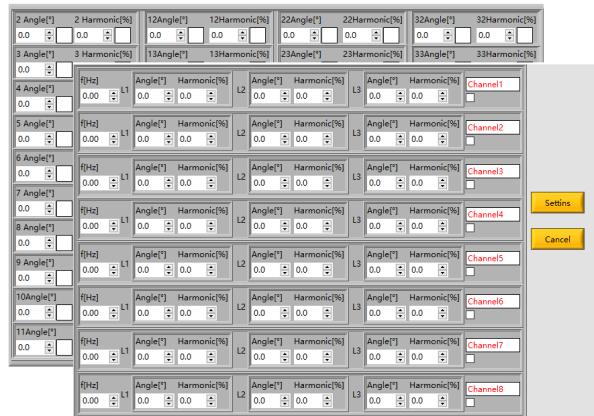 2 Angle[°] 2 Harmonic[%] 12Angle[°] 12Harmonic[%] 22Angle[°] 22Harmonic[%] 32Angle[°] 32Harmonic[%]
0.0 0.0 0.0 0.0 0.0 0.0 0.0 0.0
3 Angle[°] 3 Harmonic[%] 13Angle[°] 13Harmonic[%] 23Angle[°] 23Harmonic[%] 33Angle[°] 33Harmonic[%]
0.0
4 Angle[°]
0.0
5 Angle[°]
0.0
6 Angle[°]
0.0
7 Angle[°]
0.0
8 Angle[°]
0.0
9 Angle[°]
0.0
10Angle[°]
0.0
11Angle[°]
0.0
f[Hz] Angle[°] Harmonic[%] Angle[°] Harmonic[%] Angle[°] Harmonic[%] Channel1
0.00 L1 0.0 0.0 L2 0.0 0.0 L3 0.0 0.0
f[Hz] Angle[°] Harmonic[%] Angle[°] Harmonic[%] Angle[°] Harmonic[%] Channel2
0.00 L1 0.0 0.0 L2 0.0 0.0 L3 0.0 0.0
f[Hz] Angle[°] Harmonic[%] Angle[°] Harmonic[%] Angle[°] Harmonic[%] Channel3
0.00 L1 0.0 0.0 L2 0.0 0.0 L3 0.0 0.0
f[Hz] Angle[°] Harmonic[%] Angle[°] Harmonic[%] Angle[°] Harmonic[%] Channel4
0.00 L1 0.0 0.0 L2 0.0 0.0 L3 0.0 0.0
f[Hz] Angle[°] Harmonic[%] Angle[°] Harmonic[%] Angle[°] Harmonic[%] Channel5
0.00 L1 0.0 0.0 L2 0.0 0.0 L3 0.0 0.0
f[Hz] Angle[°] Harmonic[%] Angle[°] Harmonic[%] Angle[°] Harmonic[%] Channel6
0.00 L1 0.0 0.0 L2 0.0 0.0 L3 0.0 0.0
f[Hz] Angle[°] Harmonic[%] Angle[°] Harmonic[%] Angle[°] Harmonic[%] Channel7
0.00 L1 0.0 0.0 L2 0.0 0.0 L3 0.0 0.0
f[Hz] Angle[°] Harmonic[%] Angle[°] Harmonic[%] Angle[°] Harmonic[%] Channel8
0.00 L1 0.0 0.0 L2 0.0 0.0 L3 0.0 0.0
Settins
Cancel